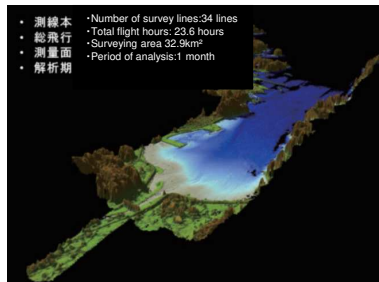 ・測線本
・総飛行
・測量面
・解析期
・Number of survey lines:34 lines
・Total flight hours: 23.6 hours
・Surveying area 32.9km²
・Period of analysis:1 month